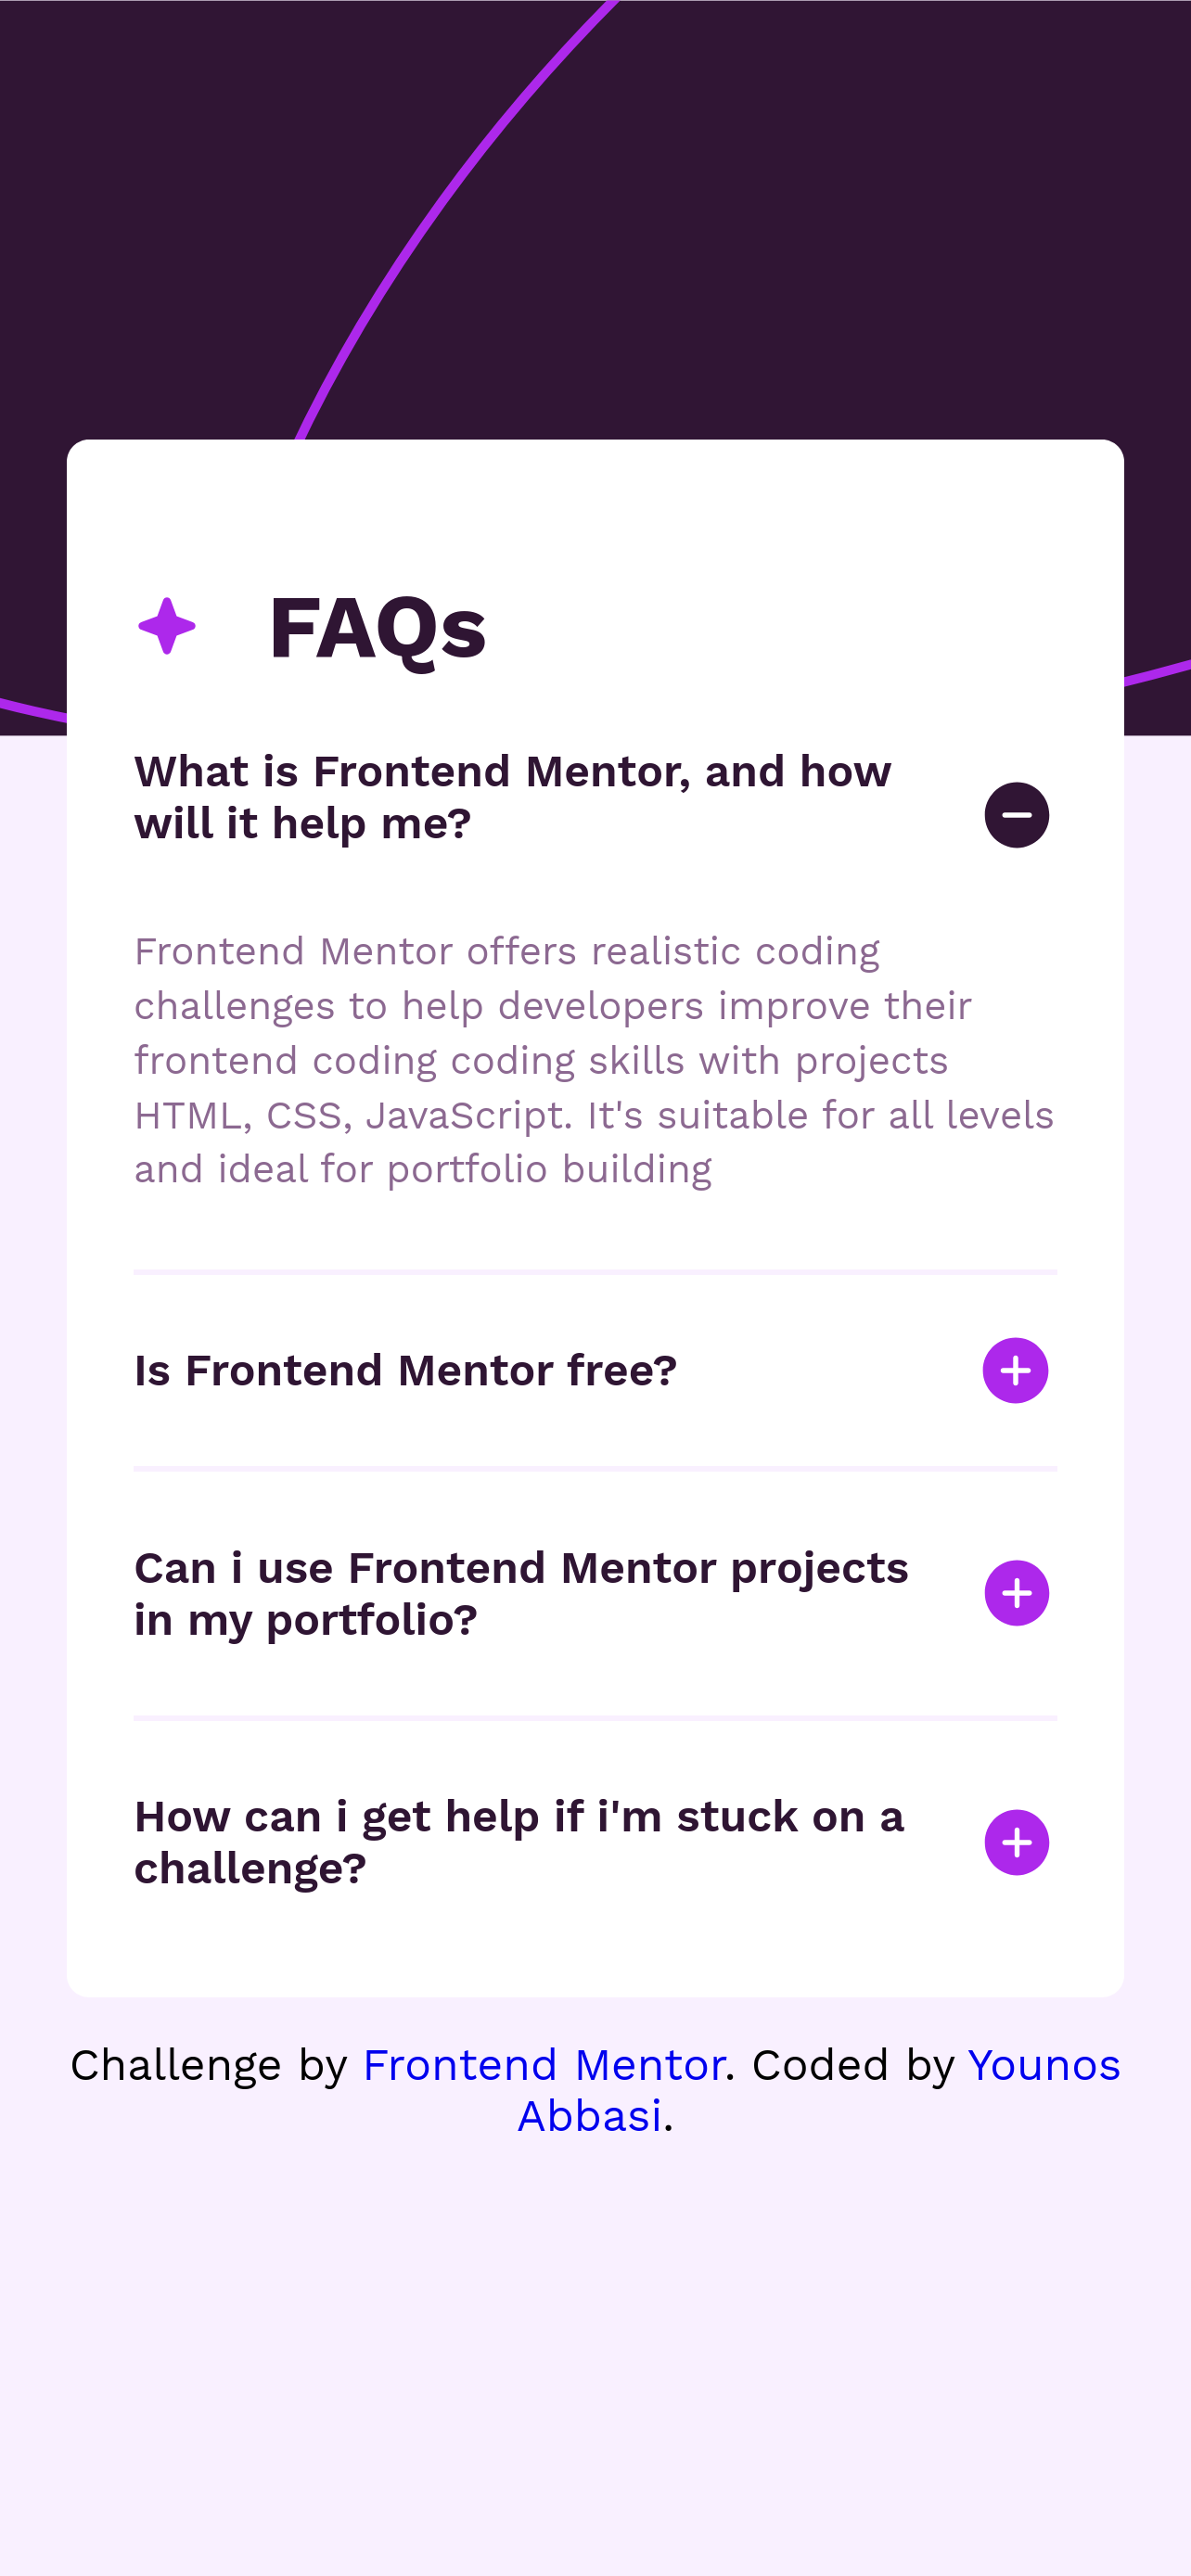 FAQs
What is Frontend Mentor, and how
will it help me?
Frontend Mentor offers realistic coding
challenges to help developers improve their
frontend coding coding skills with projects
HTML, CSS, JavaScript. It's suitable for all levels
and ideal for portfolio building
Is Frontend Mentor free?
Can i use Frontend Mentor projects
in my portfolio?
How can i get help if i'm stuck on a
challenge?
Challenge by Frontend Mentor. Coded by Younos
Abbasi.